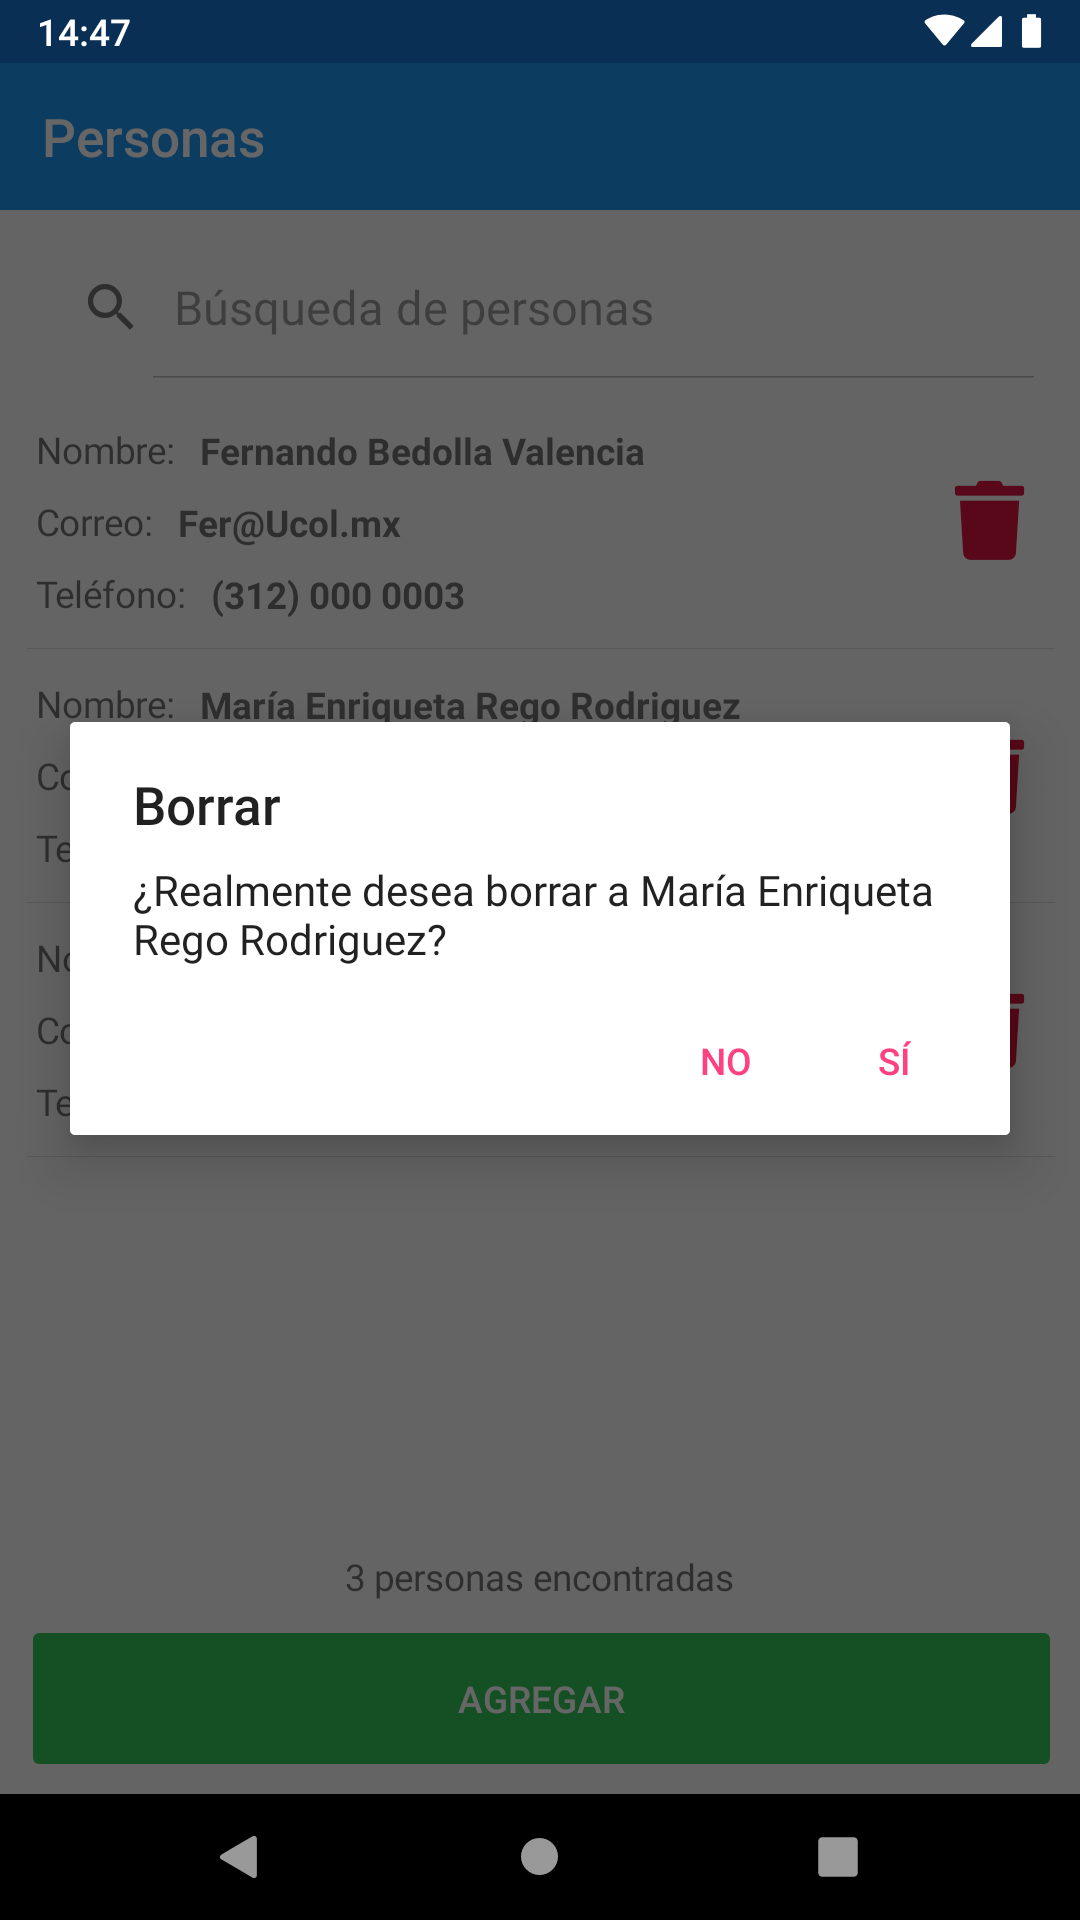 14:47
Personas
Búsqueda de personas
Nombre: Fernando Bedolla Valencia
Correo: Fer@Ucol.mx
Teléfono: (312) 000 0003
Nombre: María Enriqueta Rego Rodriguez
Co
Te
Borrar
¿Realmente desea borrar a María Enriqueta
Rego Rodriguez?
NO SÍ
No
Co
Te
3 personas encontradas
AGREGAR